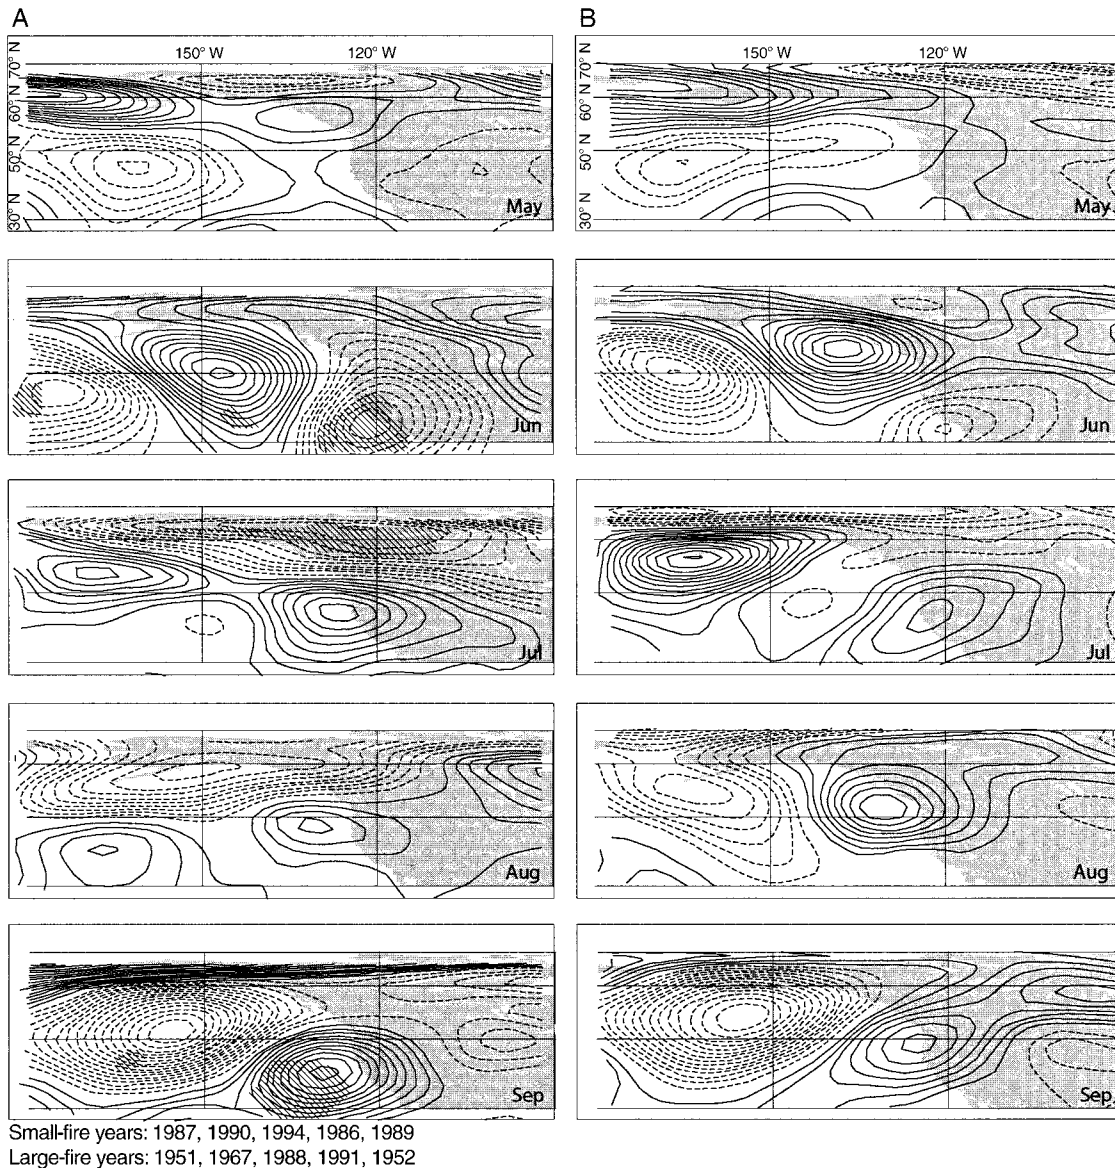 A B
150° W 120° W 150° W 120° W
70° N 70° N
60° N 60° N
50° N 50° N
30° N 30° N
May May
Jun Jun
Jul Jul
Aug Aug
Sep Sep
Small-fire years: 1987, 1990, 1994, 1986, 1989
Large-fire years: 1951, 1967, 1988, 1991, 1952